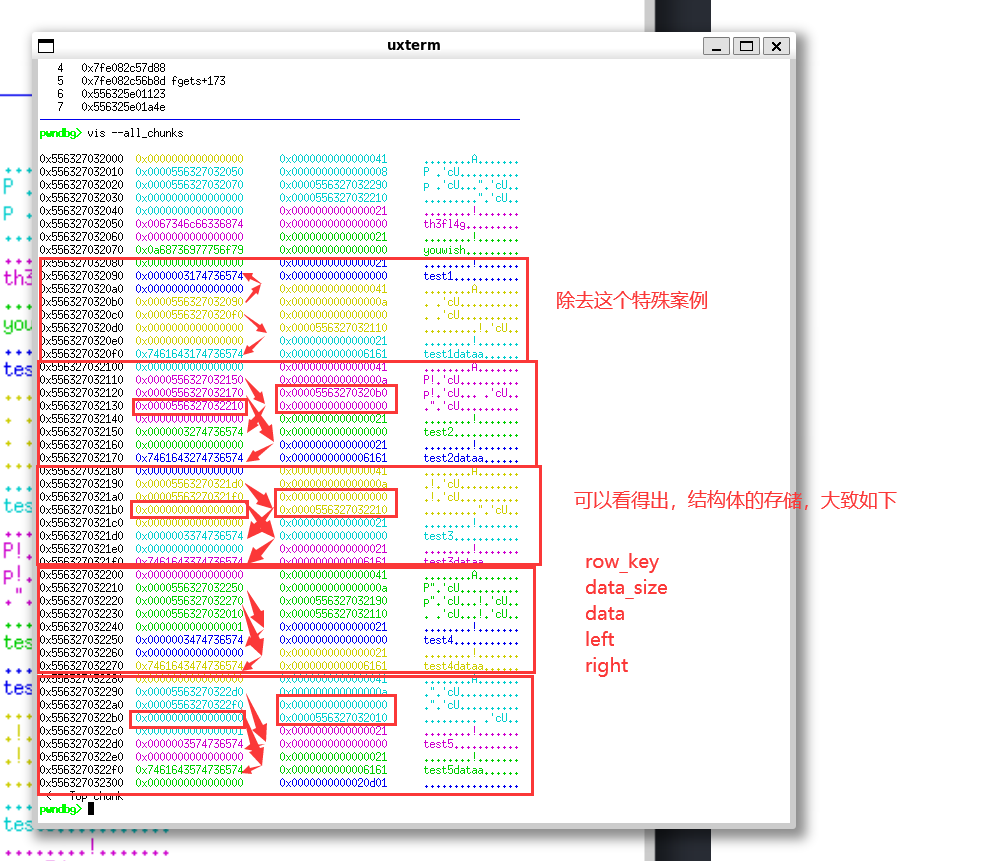 uxterm
4 0x7fe082c57d88
5 0x7fe082c56b8d fgets+173
6 0x556325e01123
7 0x556325e01a4e
pwndbg> vis --all_chunks
0x556327032000 0x0000000000000000 0x0000000000000041 ........A.......
0x556327032010 0x0000556327032050 0x0000000000000008 P .'cU..........
0x556327032020 0x0000556327032070 0x0000556327032290 p .'cU...".'cU..
0x556327032030 0x0000000000000000 0x0000556327032210 .........".'cU..
0x556327032040 0x0000000000000000 0x0000000000000021 ........!.......
0x556327032050 0x0067346c66336874 0x0000000000000000 th3fl4g.........
0x556327032060 0x0000000000000000 0x0000000000000021 ........!.......
0x556327032070 0x0a68736977756f79 0x0000000000000000 youwish.........
0x556327032080 0x0000000000000000 0x0000000000000021 ........!.......
0x556327032090 0x0000003174736574 0x0000000000000000 test1...........
0x5563270320a0 0x0000000000000000 0x0000000000000041 ........A.......
0x5563270320b0 0x0000556327032090 0x000000000000000a . .'cU..........
0x5563270320c0 0x00005563270320f0 0x0000000000000000 . .'cU..........
0x5563270320d0 0x0000000000000000 0x0000556327032110 .........!.'cU..
0x5563270320e0 0x0000000000000000 0x0000000000000021 ........!.......
0x5563270320f0 0x7461643174736574 0x0000000000006161 test1dataa......
0x556327032100 0x0000000000000000 0x0000000000000041 ........A.......
0x556327032110 0x0000556327032150 0x000000000000000a P!.'cU..........
0x556327032120 0x0000556327032170 0x00005563270320b0 p!.'cU... .'cU..
0x556327032130 0x0000556327032210 0x0000000000000000 .".'cU..........
0x556327032140 0x0000000000000000 0x0000000000000021 ........!.......
0x556327032150 0x0000003274736574 0x0000000000000000 test2...........
0x556327032160 0x0000000000000000 0x0000000000000021 ........!.......
0x556327032170 0x7461643274736574 0x0000000000006161 test2dataa......
0x556327032180 0x0000000000000000 0x0000000000000041 ........A.......
0x556327032190 0x00005563270321d0 0x000000000000000a .!.'cU..........
0x5563270321a0 0x00005563270321f0 0x0000000000000000 .!.'cU..........
0x5563270321b0 0x0000000000000000 0x0000556327032210 .........".'cU..
0x5563270321c0 0x0000000000000000 0x0000000000000021 ........!.......
0x5563270321d0 0x0000003374736574 0x0000000000000000 test3...........
0x5563270321e0 0x0000000000000000 0x0000000000000021 ........!.......
0x5563270321f0 0x7461643374736574 0x0000000000006161 test3dataa......
0x556327032200 0x0000000000000000 0x0000000000000041 ........A.......
0x556327032210 0x0000556327032250 0x000000000000000a P".'cU..........
0x556327032220 0x0000556327032270 0x0000556327032190 p".'cU...!.'cU..
0x556327032230 0x0000556327032010 0x0000556327032110 . .'cU...!.'cU..
0x556327032240 0x0000000000000001 0x0000000000000021 ........!.......
0x556327032250 0x0000003474736574 0x0000000000000000 test4...........
0x556327032260 0x0000000000000000 0x0000000000000021 ........!.......
0x556327032270 0x7461643474736574 0x0000000000006161 test4dataa......
0x556327032280 0x0000000000000000 0x0000000000000041 ........A.......
0x556327032290 0x00005563270322d0 0x000000000000000a .".'cU..........
0x5563270322a0 0x00005563270322f0 0x0000000000000000 .".'cU..........
0x5563270322b0 0x0000000000000000 0x0000556327032010 ......... .'cU..
0x5563270322c0 0x0000000000000001 0x0000000000000021 ........!.......
0x5563270322d0 0x0000003574736574 0x0000000000000000 test5...........
0x5563270322e0 0x0000000000000000 0x0000000000000021 ........!.......
0x5563270322f0 0x7461643574736574 0x0000000000006161 test5dataa......
0x556327032300 0x0000000000000000 0x0000000000020d01 ................
Top chunk
pwndbg>
除去这个特殊案例
可以看得出，结构体的存储，大致如下
row_key
data_size
data
left
right